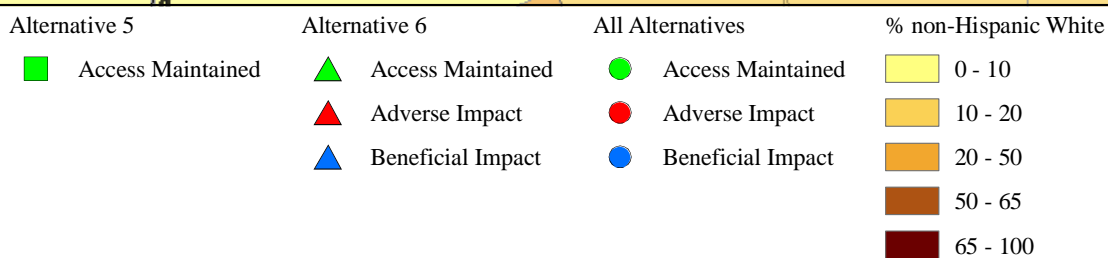 Alternative 5
Access Maintained
Alternative 6
Access Maintained
Adverse Impact
Beneficial Impact
All Alternatives
Access Maintained
Adverse Impact
Beneficial Impact
% non-Hispanic White
0 - 10
10 - 20
20 - 50
50 - 65
65 - 100